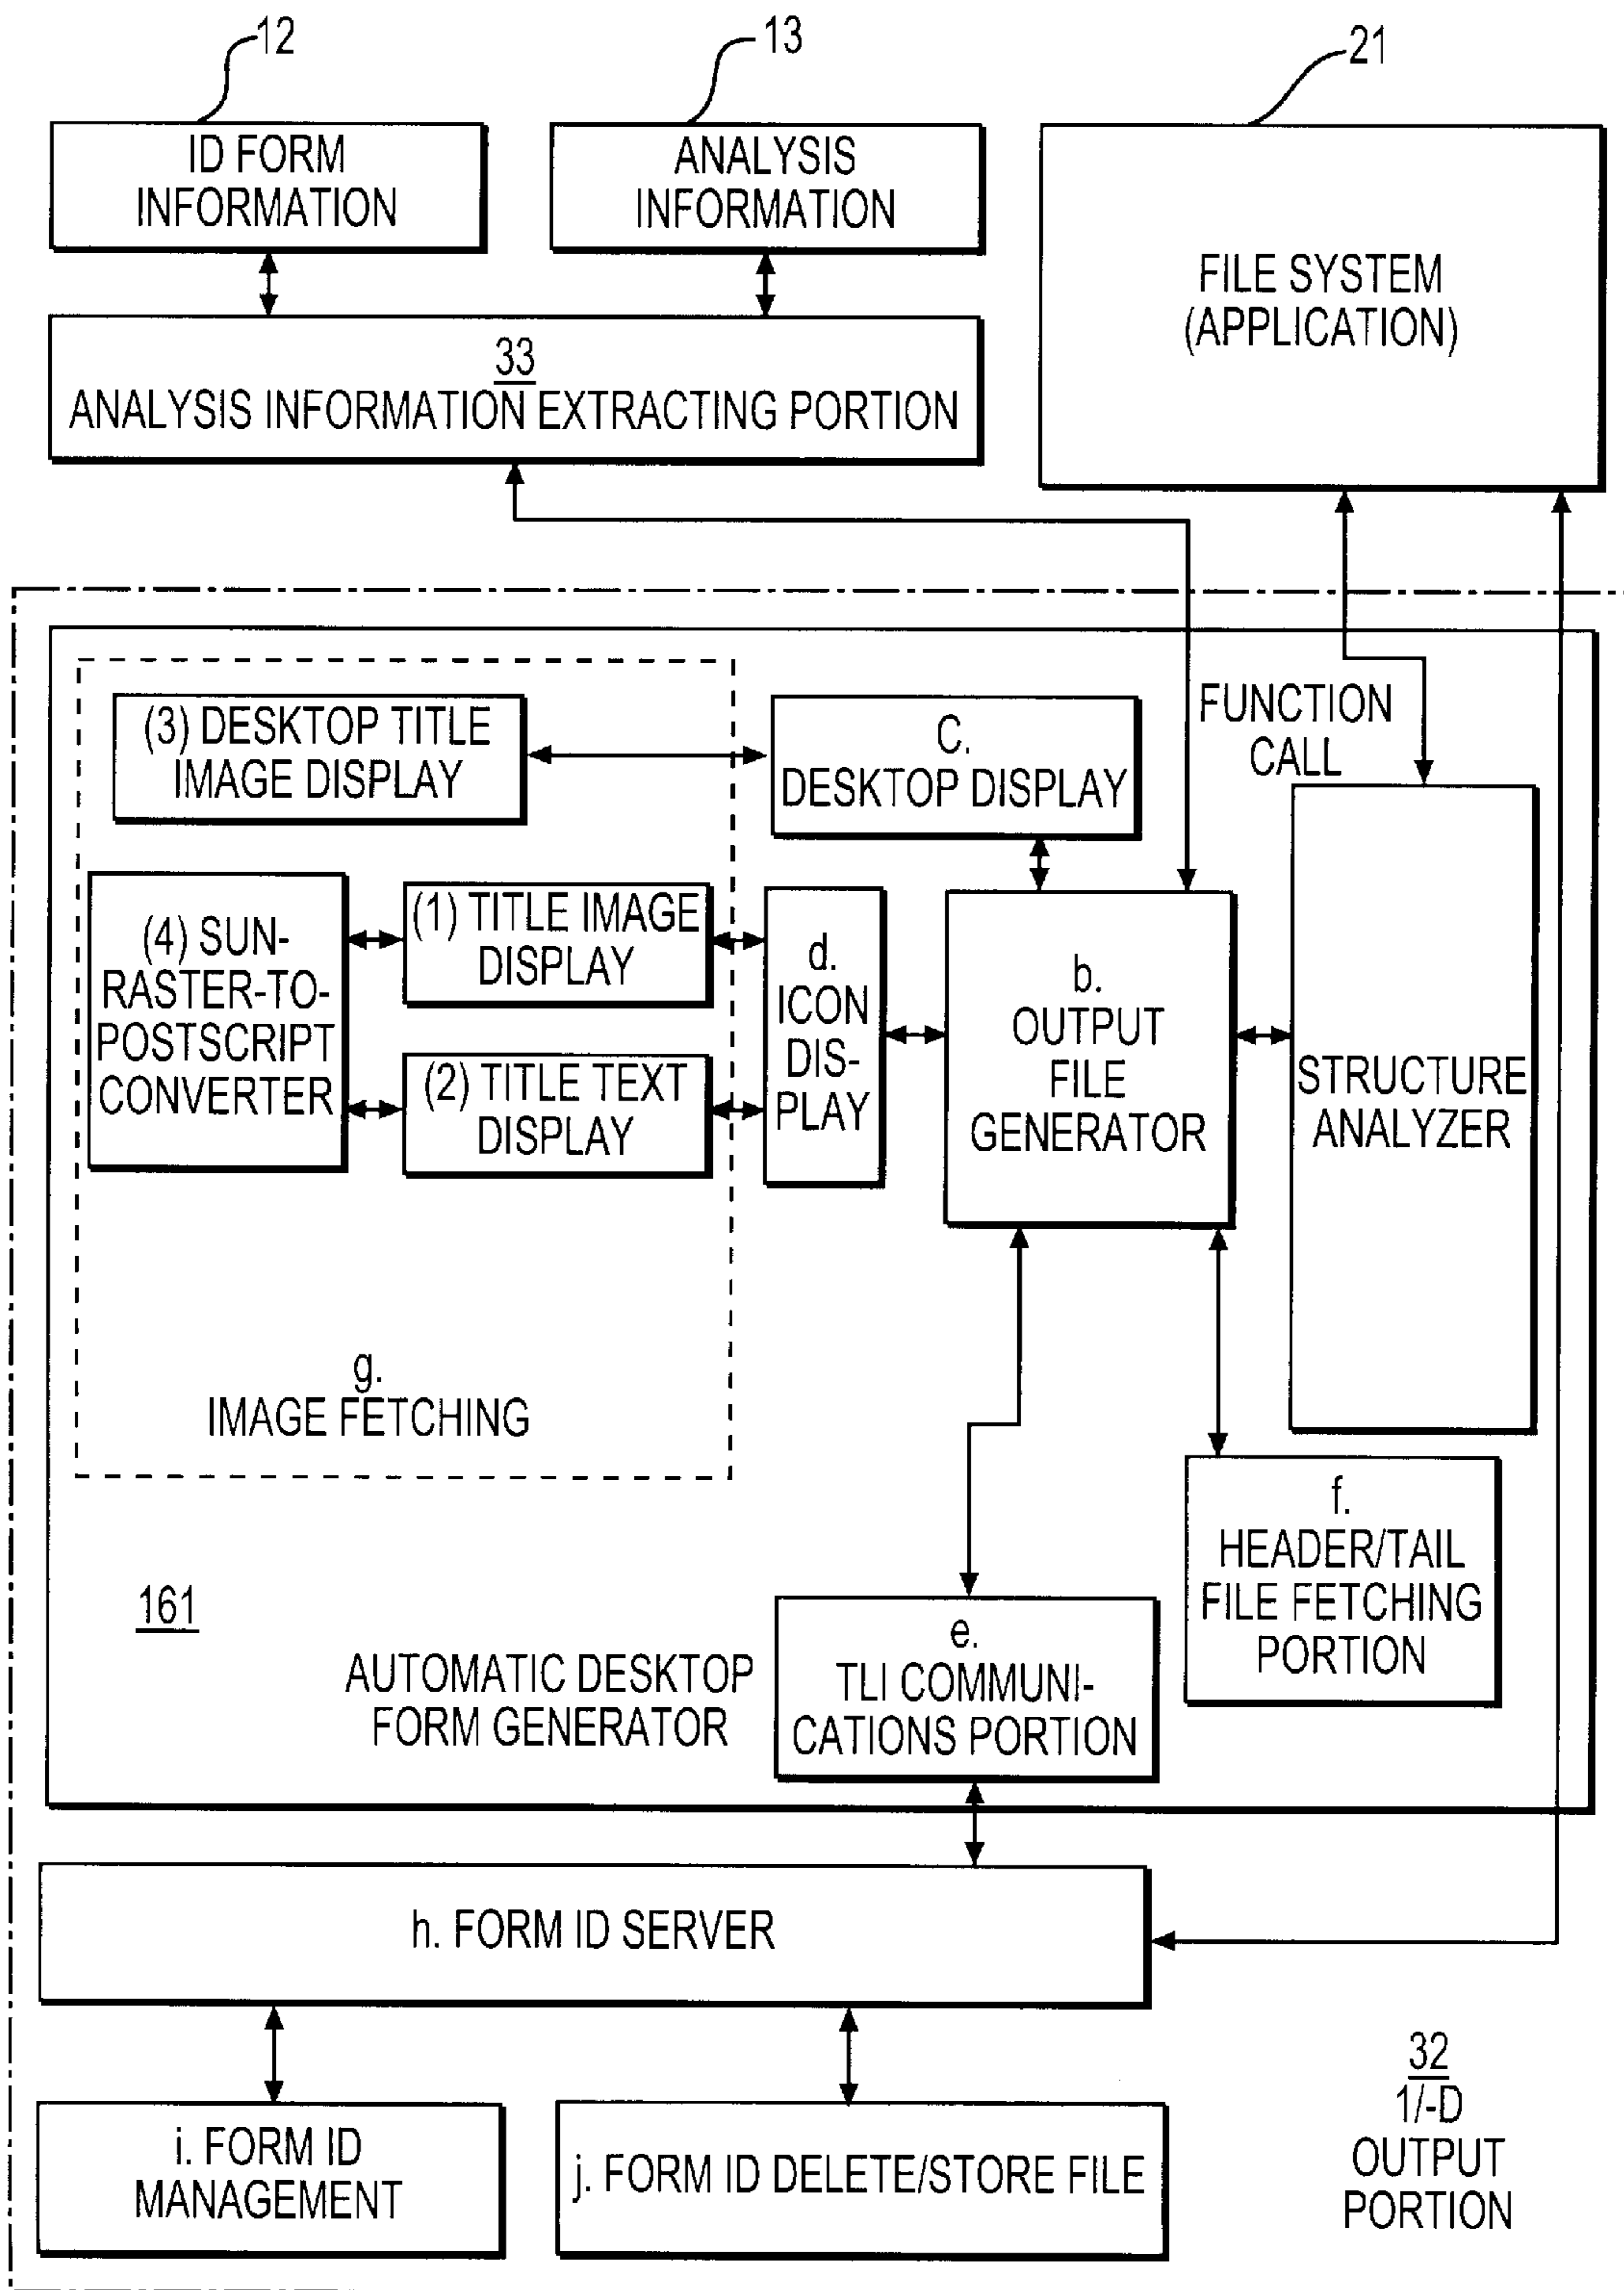 12
13
21
ID FORM
INFORMATION
ANALYSIS
INFORMATION
FILE SYSTEM
(APPLICATION)
33
ANALYSIS INFORMATION EXTRACTING PORTION
(3) DESKTOP TITLE
IMAGE DISPLAY
C.
DESKTOP DISPLAY
FUNCTION
CALL
(4) SUN-
RASTER-TO-
POSTSCRIPT
CONVERTER
(1) TITLE IMAGE
DISPLAY
(2) TITLE TEXT
DISPLAY
d.
ICON
DIS-
PLAY
b.
OUTPUT
FILE
GENERATOR
STRUCTURE
ANALYZER
g.
IMAGE FETCHING
f.
HEADER/TAIL
FILE FETCHING
PORTION
161
AUTOMATIC DESKTOP
FORM GENERATOR
e.
TLI COMMUNI-
CATIONS PORTION
h. FORM ID SERVER
i. FORM ID
MANAGEMENT
j. FORM ID DELETE/STORE FILE
32
1/-D
OUTPUT
PORTION